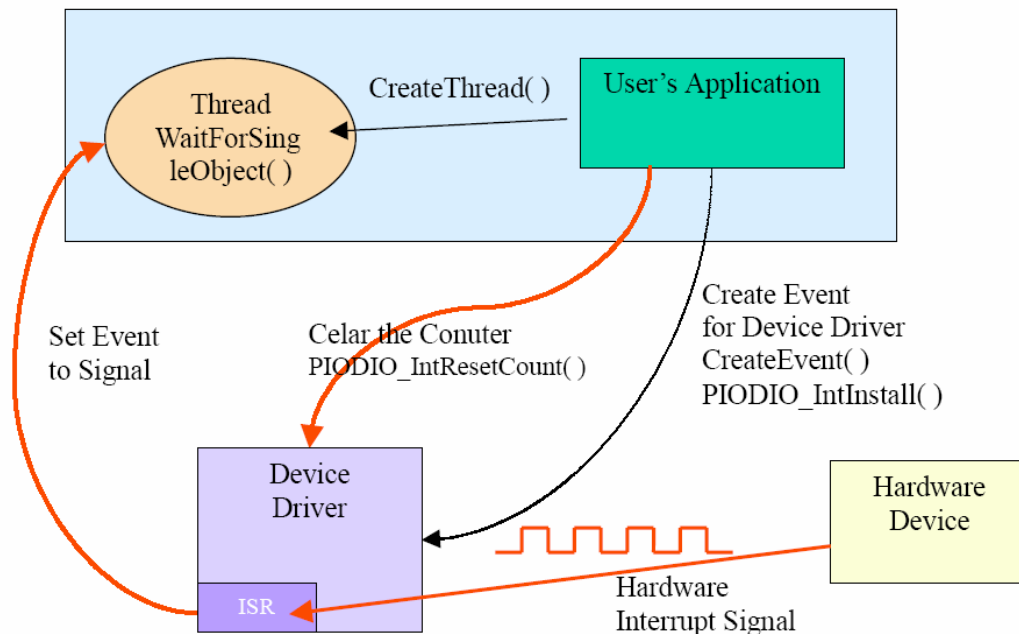 Thread
WaitForSing
leObject( )
CreateThread( )
User's Application
Set Event
to Signal
Celar the Conuter
PIODIO_IntResetCount( )
Create Event
for Device Driver
CreateEvent( )
PIODIO_IntInstall( )
Device
Driver
ISR
Hardware
Device
Hardware
Interrupt Signal